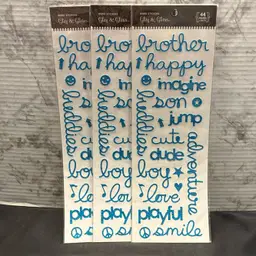 brother
happy
imagine
son
jump
buddies
cute
dude
adventure
boy
love
playful
smile